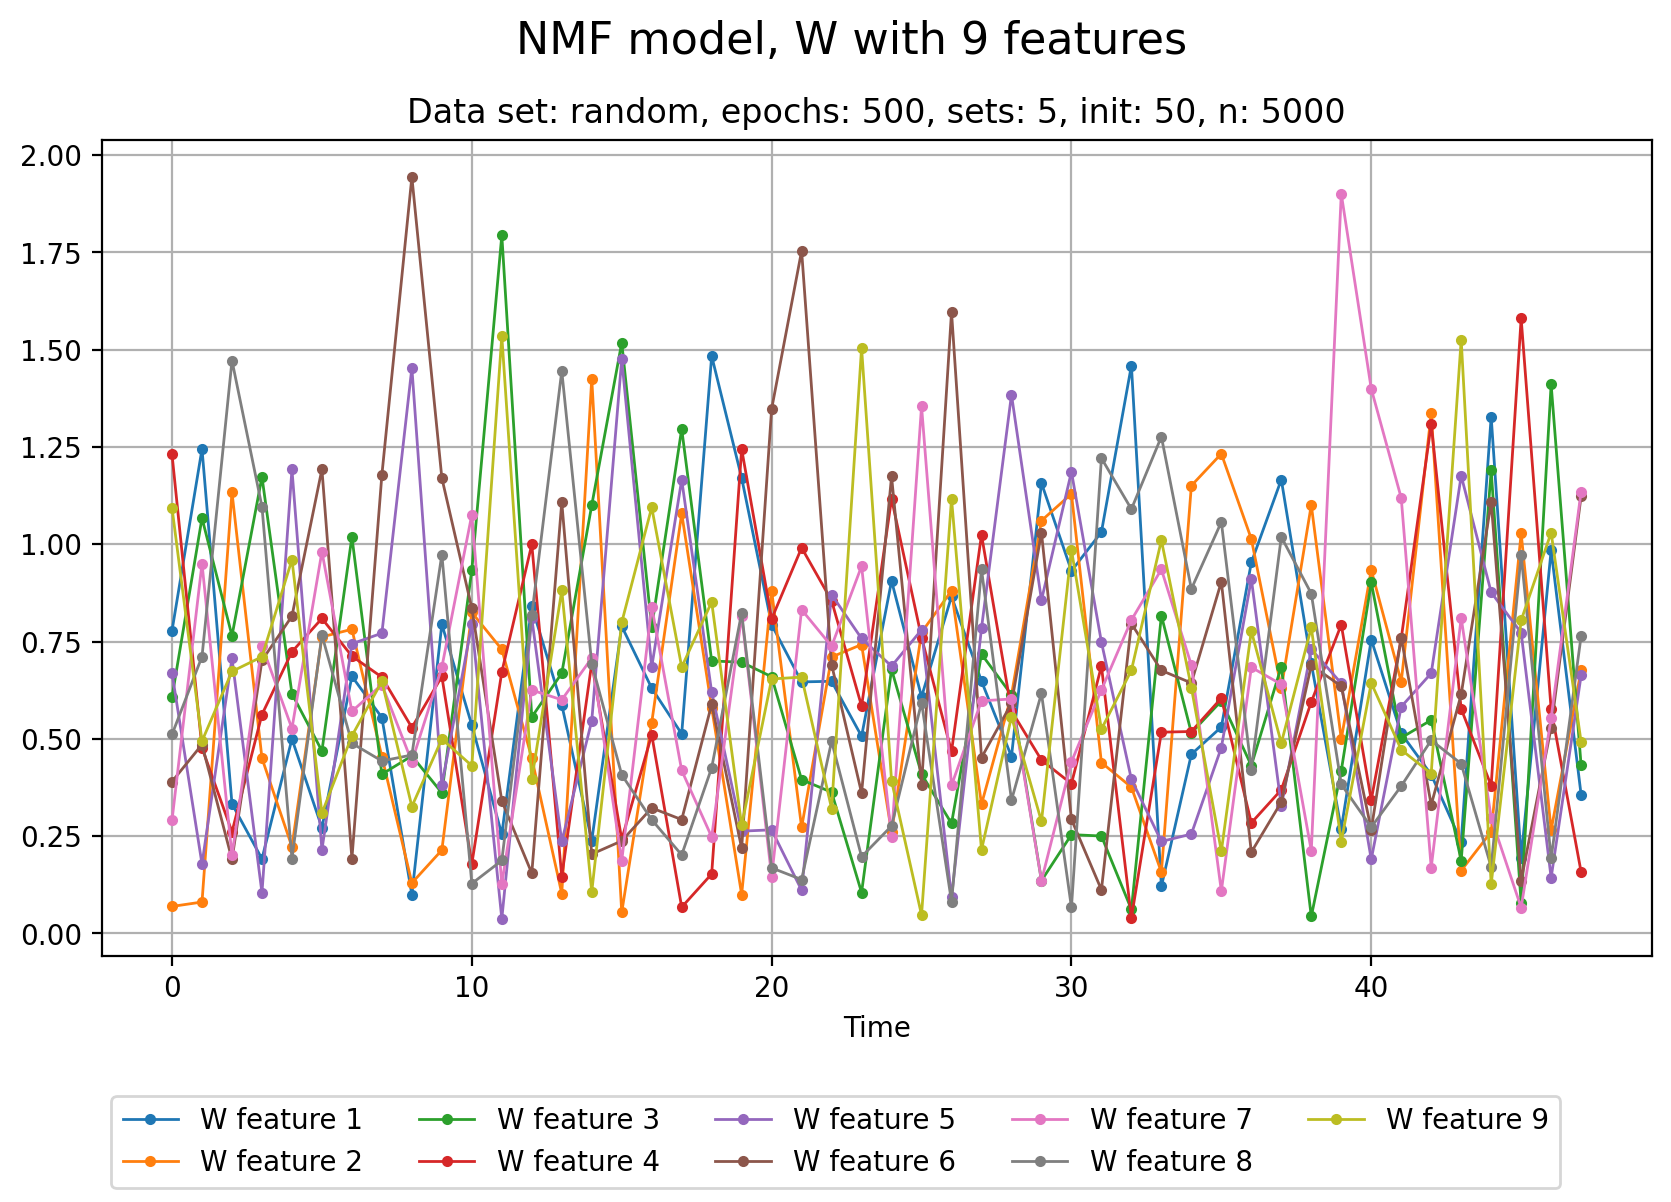 NMF model, W with 9 features
Data set: random, epochs: 500, sets: 5, init: 50, n: 5000
2.00
1.75
1.50
1.25
1.00
0.75
0.50
0.25
0.00
0 10 20 30 40
Time
W feature 1 W feature 3 W feature 5 W feature 7 W feature 9
W feature 2 W feature 4 W feature 6 W feature 8